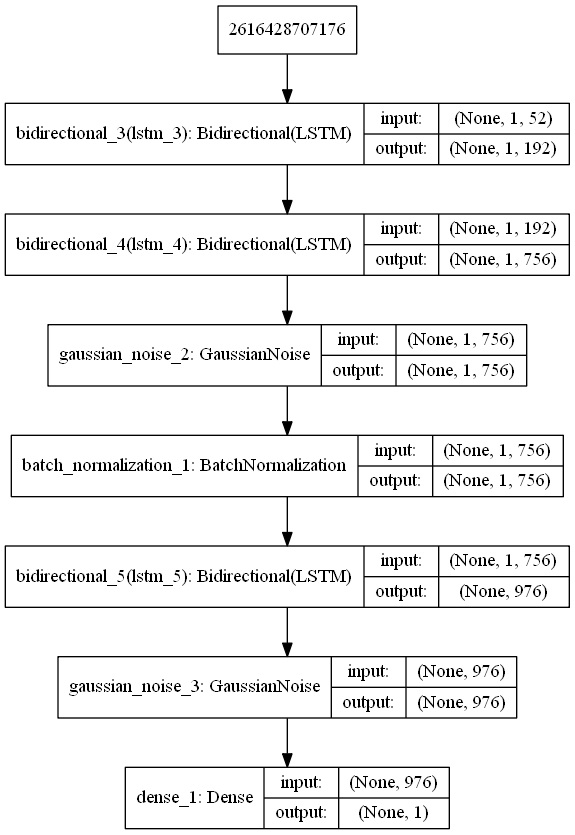 2616428707176
bidirectional_3(lstm_3): Bidirectional(LSTM)
input: (None, 1, 52)
output: (None, 1, 192)
bidirectional_4(lstm_4): Bidirectional(LSTM)
input: (None, 1, 192)
output: (None, 1, 756)
gaussian_noise_2: GaussianNoise
input: (None, 1, 756)
output: (None, 1, 756)
batch_normalization_1: BatchNormalization
input: (None, 1, 756)
output: (None, 1, 756)
bidirectional_5(lstm_5): Bidirectional(LSTM)
input: (None, 1, 756)
output: (None, 976)
gaussian_noise_3: GaussianNoise
input: (None, 976)
output: (None, 976)
dense_1: Dense
input: (None, 976)
output: (None, 1)